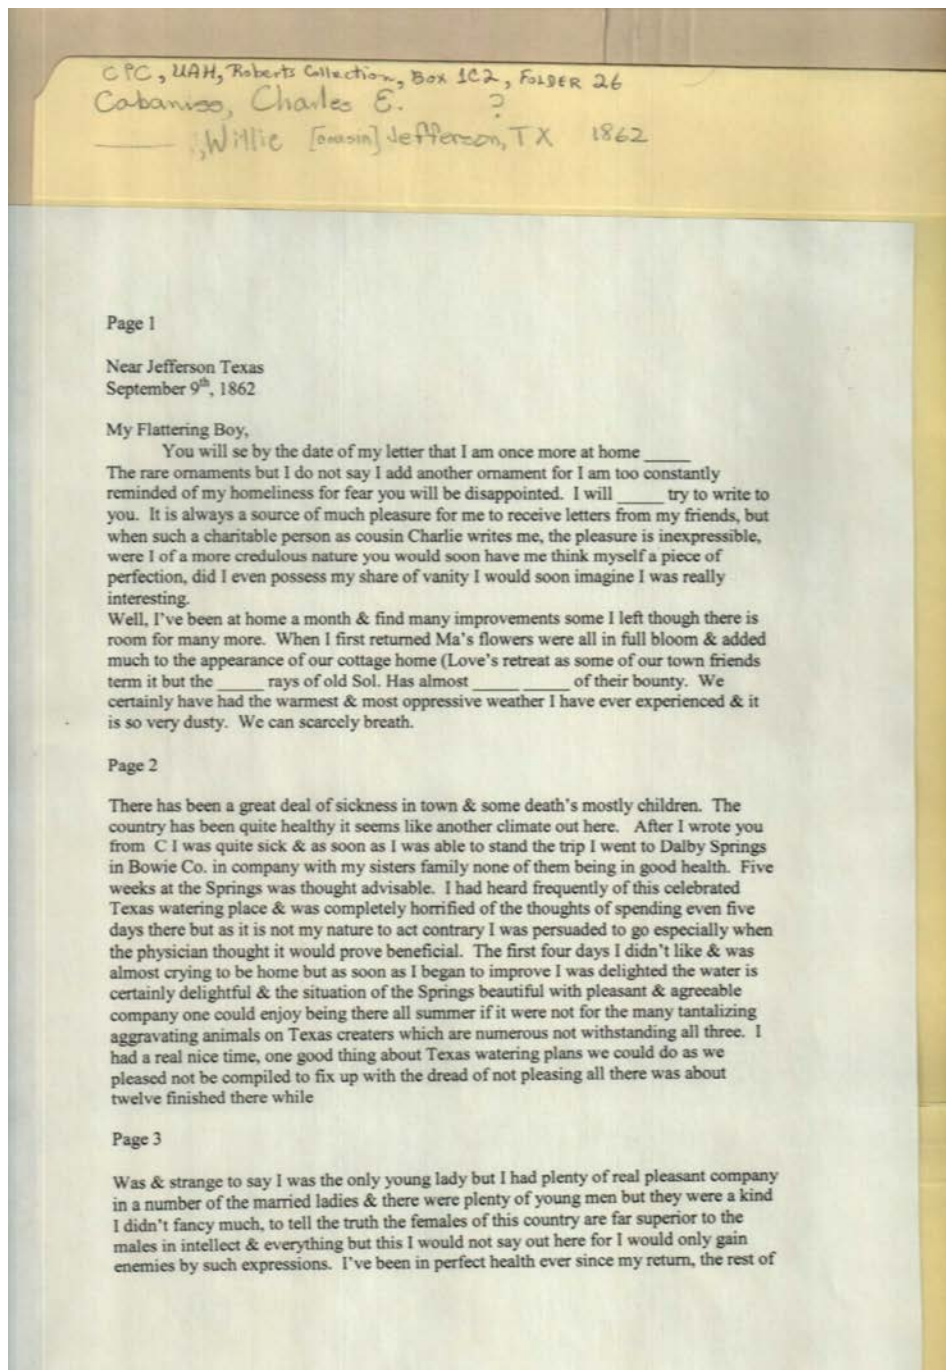 CPC, UAH, Roberts Collection, Box 1C2, FOLDER 26
Cabaniss, Charles E. ?
——— , Willie [cousin] Jefferson, TX 1862
Page 1
Near Jefferson Texas
September 9th, 1862
My Flattering Boy,
You will se by the date of my letter that I am once more at home _____
The rare ornaments but I do not say I add another ornament for I am too constantly
reminded of my homeliness for fear you will be disappointed. I will _____ try to write to
you. It is always a source of much pleasure for me to receive letters from my friends, but
when such a charitable person as cousin Charlie writes me, the pleasure is inexpressible,
were I of a more credulous nature you would soon have me think myself a piece of
perfection, did I even possess my share of vanity I would soon imagine I was really
interesting.
Well, I've been at home a month & find many improvements some I left though there is
room for many more. When I first returned Ma's flowers were all in full bloom & added
much to the appearance of our cottage home (Love's retreat as some of our town friends
term it but the _____ rays of old Sol. Has almost _____ _____ of their bounty. We
certainly have had the warmest & most oppressive weather I have ever experienced & it
is so very dusty. We can scarcely breath.
Page 2
There has been a great deal of sickness in town & some death's mostly children. The
country has been quite healthy it seems like another climate out here. After I wrote you
from C I was quite sick & as soon as I was able to stand the trip I went to Dalby Springs
in Bowie Co. in company with my sisters family none of them being in good health. Five
weeks at the Springs was thought advisable. I had heard frequently of this celebrated
Texas watering place & was completely horrified of the thoughts of spending even five
days there but as it is not my nature to act contrary I was persuaded to go especially when
the physician thought it would prove beneficial. The first four days I didn't like & was
almost crying to be home but as soon as I began to improve I was delighted the water is
certainly delightful & the situation of the Springs beautiful with pleasant & agreeable
company one could enjoy being there all summer if it were not for the many tantalizing
aggravating animals on Texas creaters which are numerous not withstanding all three. I
had a real nice time, one good thing about Texas watering plans we could do as we
pleased not be compiled to fix up with the dread of not pleasing all there was about
twelve finished there while
Page 3
Was & strange to say I was the only young lady but I had plenty of real pleasant company
in a number of the married ladies & there were plenty of young men but they were a kind
I didn't fancy much, to tell the truth the females of this country are far superior to the
males in intellect & everything but this I would not say out here for I would only gain
enemies by such expressions. I've been in perfect health ever since my return, the rest of